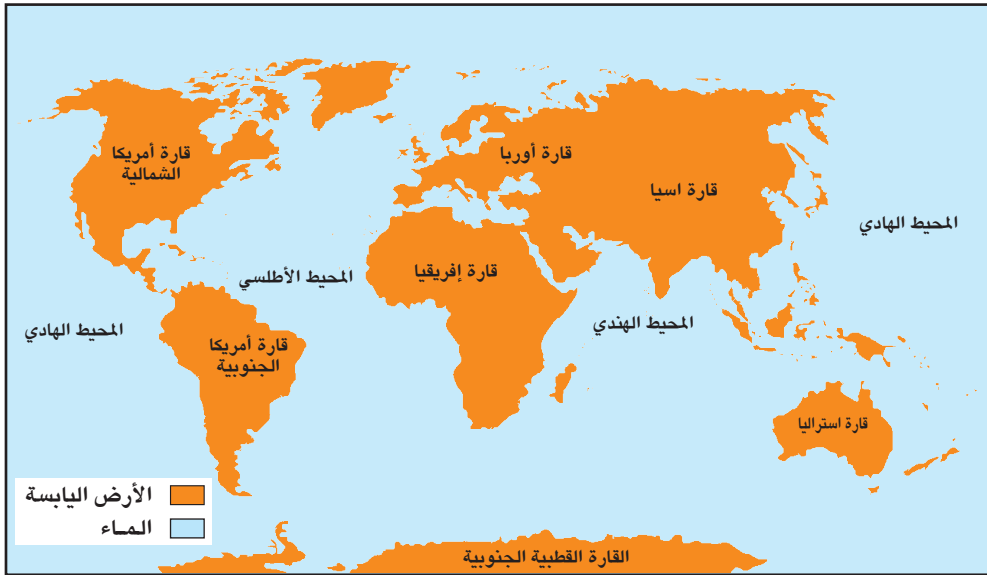 قارة أمريكا
الشمالية
قارة أوربا
قارة اسيا
المحيط الهادي
المحيط الأطلسي
قارة إفريقيا
المحيط الهندي
المحيط الهادي
قارة أمريكا
الجنوبية
قارة استراليا
الأرض اليابسة
المـاء
القارة القطبية الجنوبية